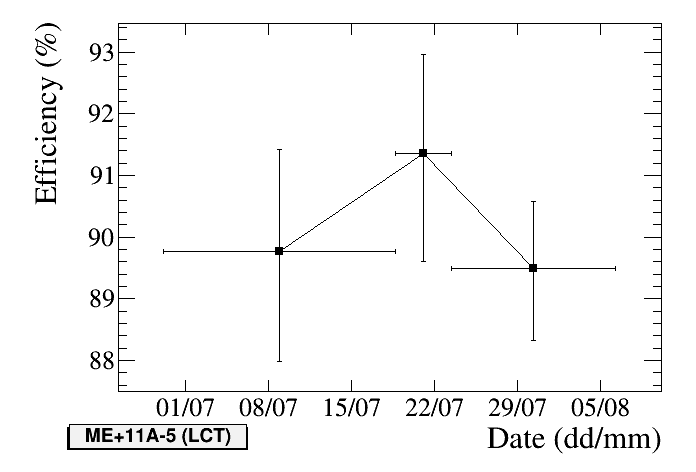 Efficiency (%)
93
92
91
90
89
88
01/07 08/07 15/07 22/07 29/07 05/08
ME+11A-5 (LCT)
Date (dd/mm)